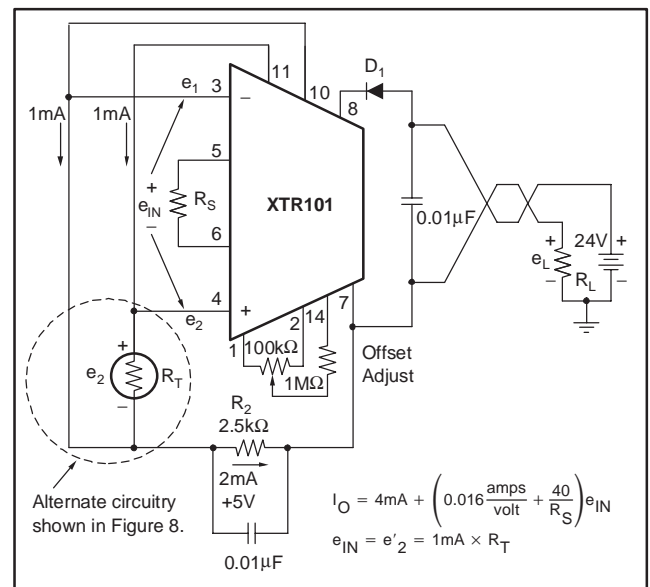 11
10
D1
e1 3
−
8
1mA
1mA
5
+
eIN
−
RS
XTR101
0.01μF
6
24V +
+
eL
−
RL
−
4
+
e2
2 14
7
1
100kΩ
Offset
Adjust
1MΩ
+
e2 RT
−
R2
2.5kΩ
2mA
+5V
0.01μF
Alternate circuitry
shown in Figure 8.
IO = 4mA + (0.016 amps/volt + 40/RS) eIN
eIN = e′2 = 1mA × RT